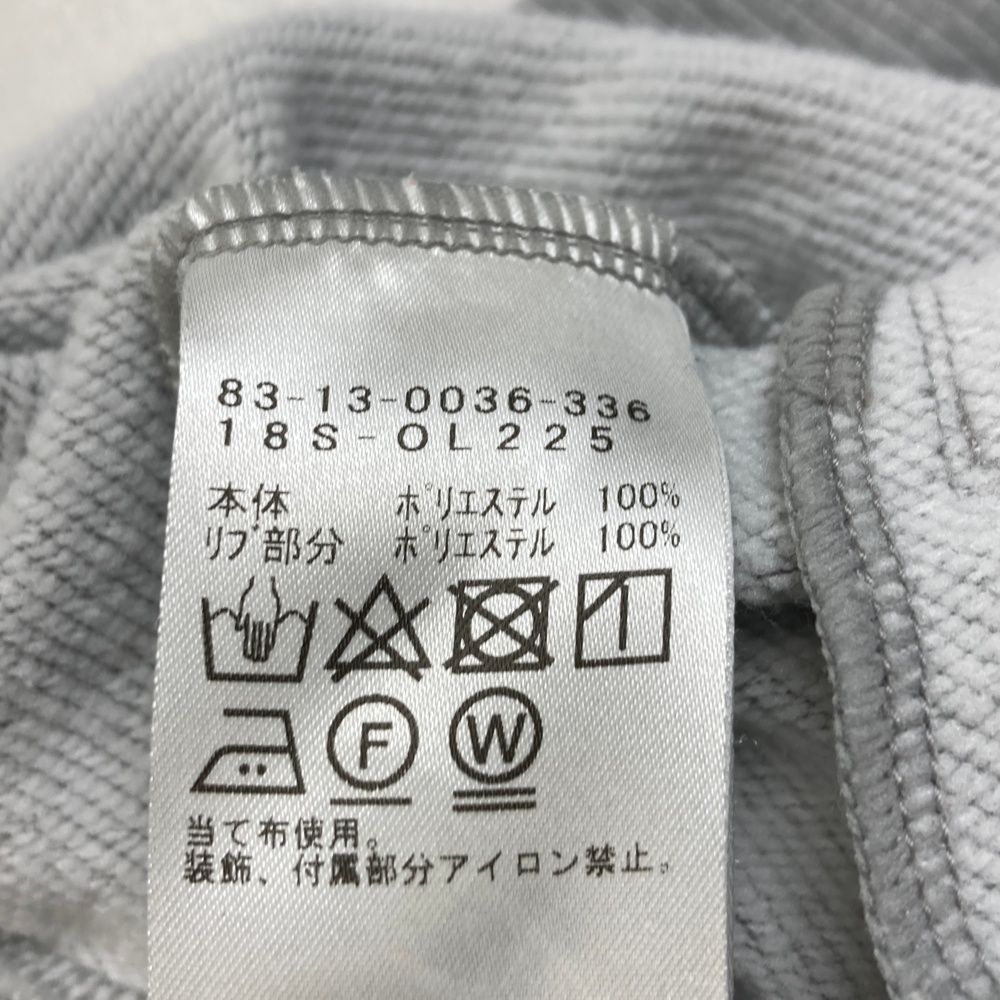 83-13-0036-336
18S-OL225
本体 ポリエステル 100%
リブ部分 ポリエステル 100%
F W
当て布使用。
装飾、付属部分アイロン禁止。